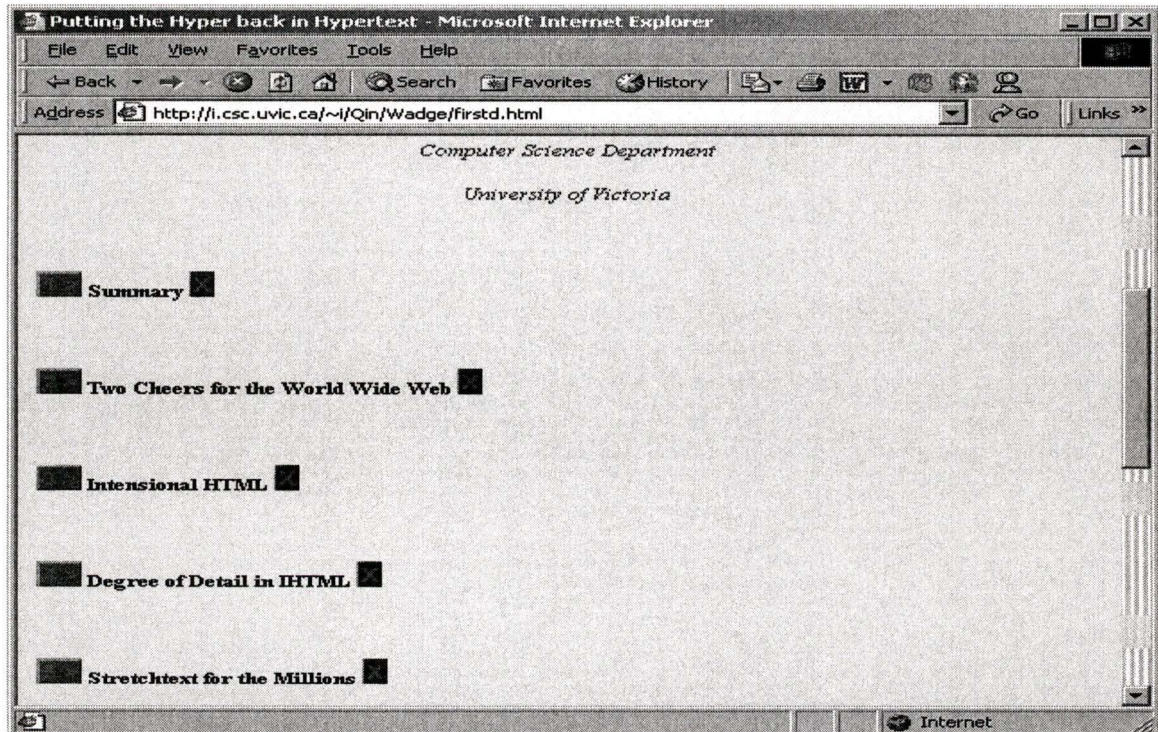 Putting the Hyper back in Hypertext - Microsoft Internet Explorer
File Edit View Favorites Tools Help
Back Search Favorites History
Address http://i.csc.uvic.ca/~i/Qin/Wadge/firstd.html Go Links »
Computer Science Department
University of Victoria
Summary
Two Cheers for the World Wide Web
Intensional HTML
Degree of Detail in IHTML
Stretchtext for the Millions
Internet